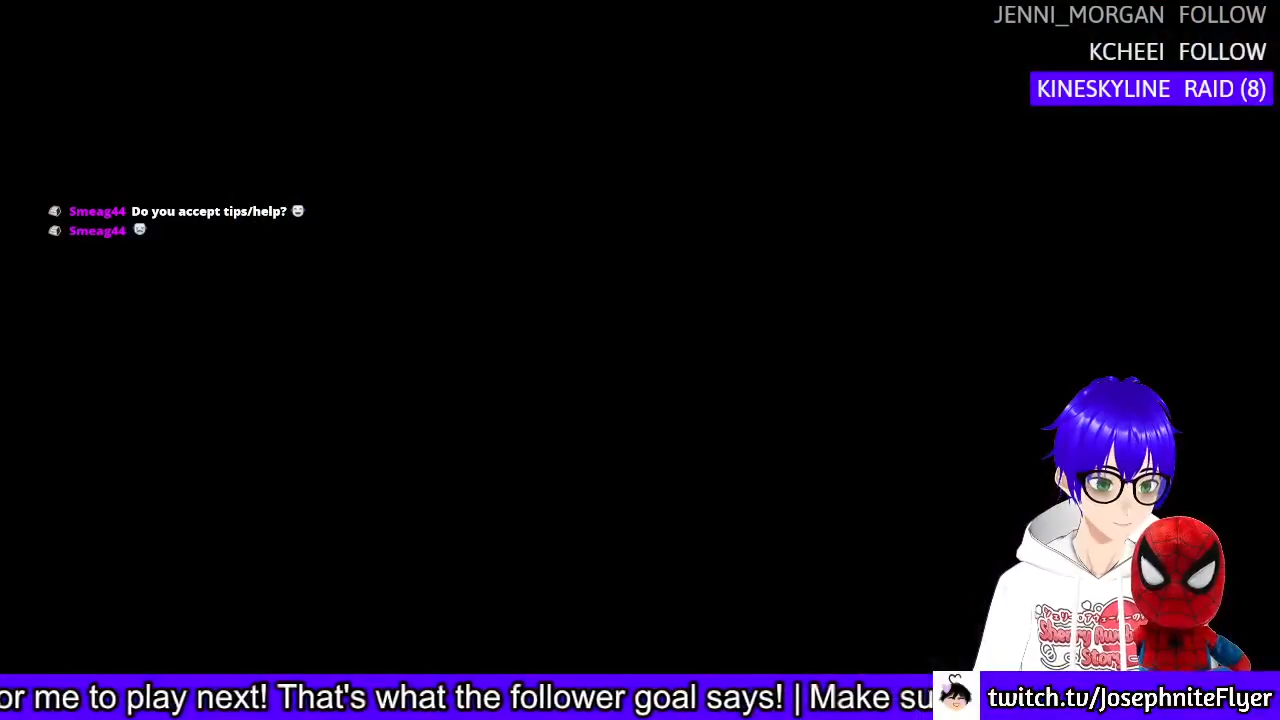 JENNI_MORGAN FOLLOW
KCHEEI FOLLOW
KINESKYLINE RAID (8)
Smeag44 Do you accept tips/help?
Smeag44
or me to play next! That's what the follower goal says! | Make su
twitch.tv/JosephniteFlyer